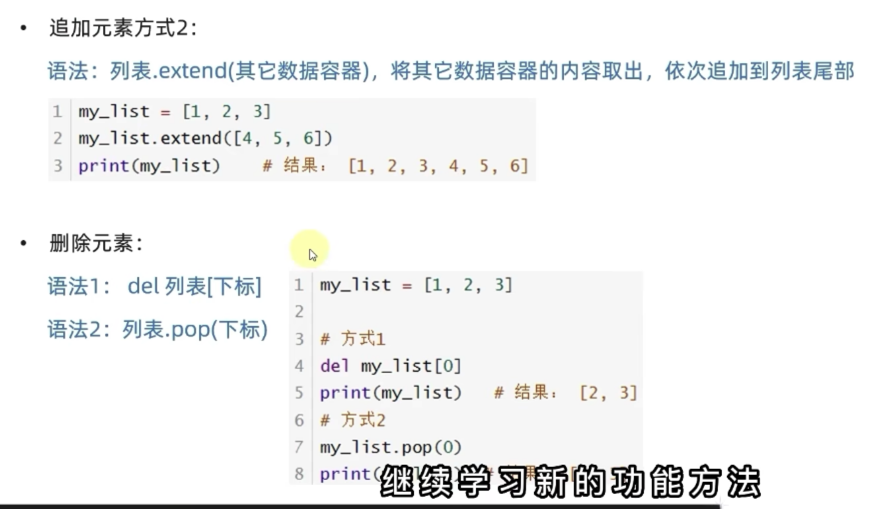 • 追加元素方式2：
语法：列表.extend(其它数据容器)，将其它数据容器的内容取出，依次追加到列表尾部
1 my_list = [1, 2, 3]
2 my_list.extend([4, 5, 6])
3 print(my_list) # 结果： [1, 2, 3, 4, 5, 6]
• 删除元素：
语法1： del 列表[下标]
语法2：列表.pop(下标)
1 my_list = [1, 2, 3]
2
3 # 方式1
4 del my_list[0]
5 print(my_list) # 结果： [2, 3]
6 # 方式2
7 my_list.pop(0)
8 print(
继续学习新的功能方法